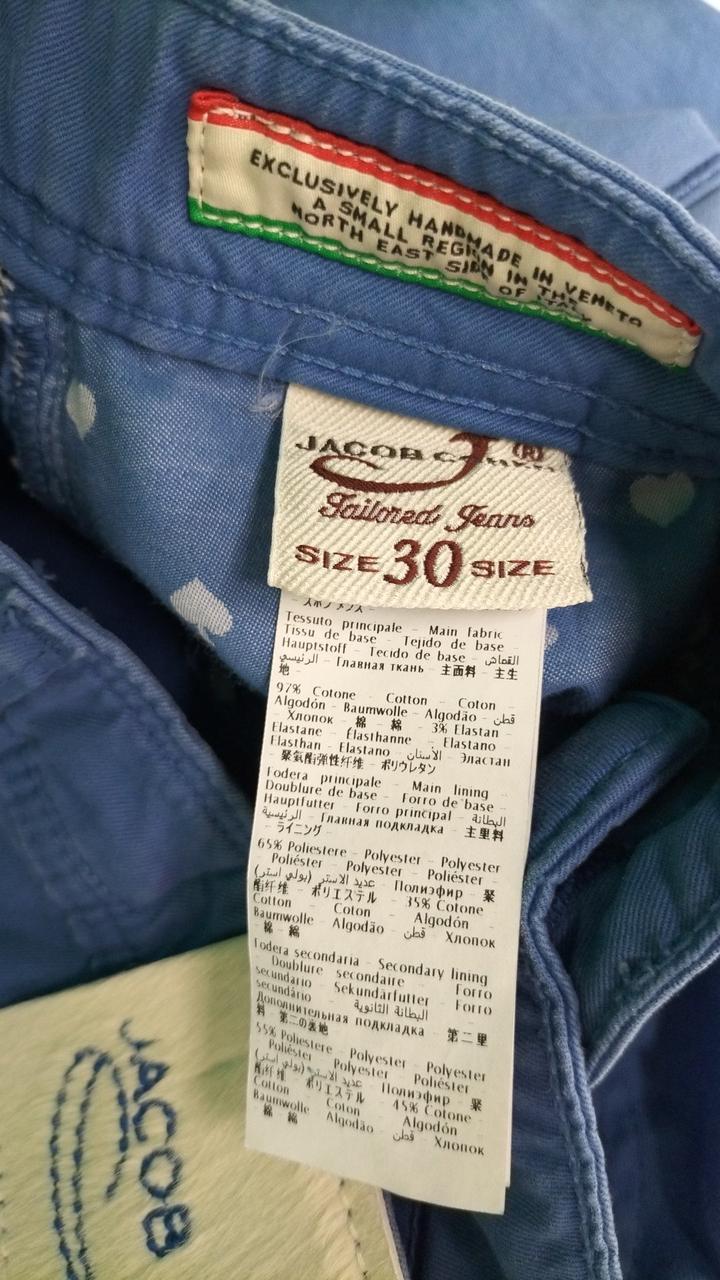 EXCLUSIVELY HANDMADE IN VENETO
A SMALL REGION IN THE
NORTH EAST SIDE OF ITALY
JACOB COHEN ®
Tailored Jeans
SIZE 30 SIZE
Tessuto principale - Main fabric
Tissu de base - Tejido de base -
Hauptstoff - Tecido de base - القماش
الرئيسي - Главная ткань - 主面料 - 主生
地 -
97% Cotone - Cotton - Coton -
Algodón - Baumwolle - Algodão - قطن
Хлопок - 棉 - 綿 - 3% Elastan -
Elastane - Élasthanne - Elastano -
Elasthan - Elastano - الأستان - Эластан
聚氨酯弹性纤维 - ポリウレタン
Fodera principale - Main lining -
Doublure de base - Forro de base -
Hauptfutter - Forro principal - البطانة
الرئيسية - Главная подкладка - 主里料
- ライニング -
65% Poliestere - Polyester - Polyester
Poliéster - Polyester - Poliéster -
عديد الاستر (بولي استر) - Полиэфир - 聚
酯纤维 - ポリエステル - 35% Cotone
Cotton - Coton - Algodón
Baumwolle - Algodão - قطن - Хлопок
- 棉 - 綿
Fodera secondaria - Secondary lining
Doublure secondaire - Forro
secundario - Sekundärfutter - Forro
secundário - البطانة الثانوية -
Дополнительная подкладка - 第二里
料 - 第二の裏地
55% Poliestere - Polyester - Polyester
Poliéster - Polyester - Poliéster
عديد الاستر (بولي استر) - Полиэфир - 聚
酯纤维 - ポリエステル - 45% Cotone
Cotton - Coton - Algodón
Baumwolle - Algodão - قطن - Хлопок
棉 - 綿
JACOB